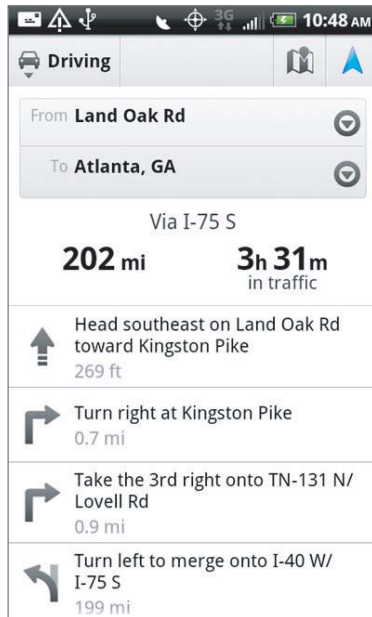 3G 10:48 AM
Driving
From Land Oak Rd
To Atlanta, GA
Via I-75 S
202 mi 3h 31m
in traffic
Head southeast on Land Oak Rd
toward Kingston Pike
269 ft
Turn right at Kingston Pike
0.7 mi
Take the 3rd right onto TN-131 N/
Lovell Rd
0.9 mi
Turn left to merge onto I-40 W/
I-75 S
199 mi